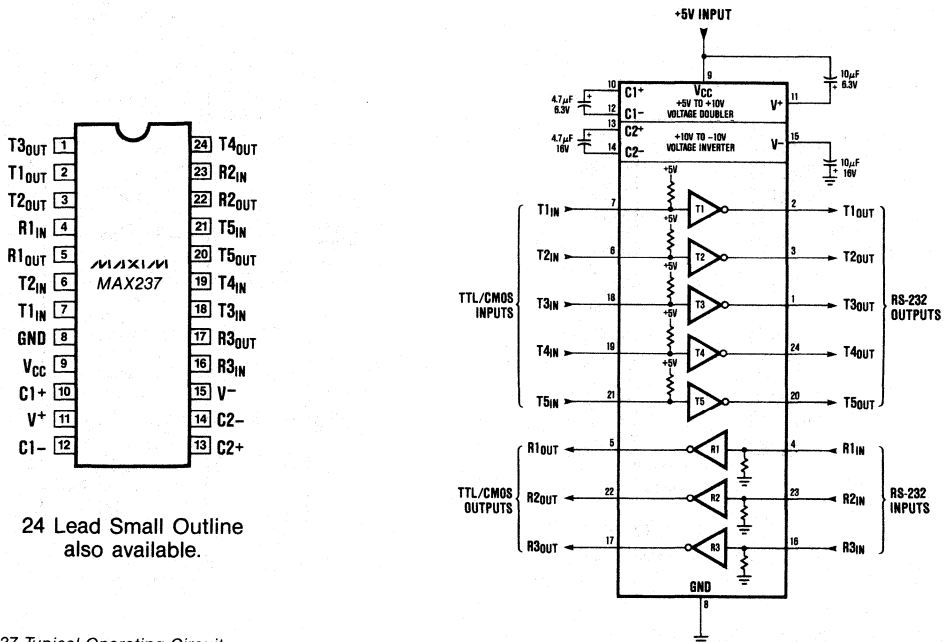 T3OUT 1
T1OUT 2
T2OUT 3
R1IN 4
R1OUT 5
T2IN 6
T1IN 7
GND 8
VCC 9
C1+ 10
V+ 11
C1- 12
MAXIM
MAX237
24 T4OUT
23 R2IN
22 R2OUT
21 T5IN
20 T5OUT
19 T4IN
18 T3IN
17 R3OUT
16 R3IN
15 V-
14 C2-
13 C2+
24 Lead Small Outline
also available.
37 Typical Operating Circuit
+5V INPUT
9
VCC
10 C1+
4.7μF
6.3V
12 C1-
+5V TO +10V
VOLTAGE DOUBLER
V+ 11
10μF
6.3V
13 C2+
4.7μF
16V
14 C2-
+10V TO -10V
VOLTAGE INVERTER
V- 15
10μF
16V
TTL/CMOS
INPUTS
+5V
T1IN 7 T1 2 T1OUT
+5V
T2IN 6 T2 3 T2OUT
+5V
T3IN 18 T3 1 T3OUT
+5V
T4IN 19 T4 24 T4OUT
+5V
T5IN 21 T5 20 T5OUT
RS-232
OUTPUTS
TTL/CMOS
OUTPUTS
R1OUT 5 R1 4 R1IN
R2OUT 22 R2 23 R2IN
R3OUT 17 R3 16 R3IN
RS-232
INPUTS
GND
8